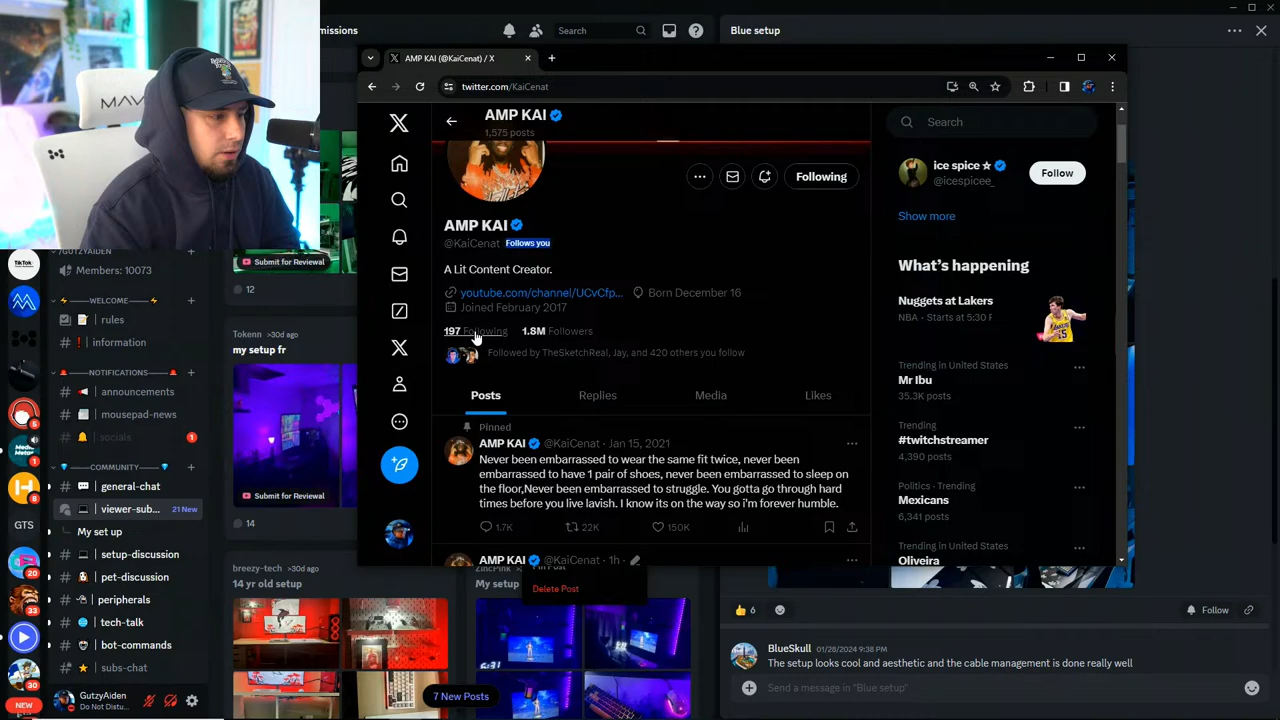 missions
Search
Blue setup
AMP KAI (@KaiCenat) / X
twitter.com/KaiCenat
MAV
AMP KAI
1,575 posts
Following
AMP KAI
@KaiCenat Follows you
A Lit Content Creator.
youtube.com/channel/UCvCfp... Born December 16
Joined February 2017
197 Following 1.8M Followers
Followed by TheSketchReal, Jay, and 420 others you follow
Posts Replies Media Likes
Pinned
AMP KAI @KaiCenat · Jan 15, 2021
Never been embarrassed to wear the same fit twice, never been
embarrassed to have 1 pair of shoes, never been embarrassed to sleep on
the floor,Never been embarrassed to struggle. You gotta go through hard
times before you live lavish. I know its on the way so i'm forever humble.
1.7K 22K 150K
AMP KAI @KaiCenat · 1h ·
Delete Post
Search
ice spice ☆
@icespicee_
Follow
Show more
What's happening
Nuggets at Lakers
NBA · Starts at 5:30 F
Trending in United States
Mr Ibu
35.3K posts
Trending
#twitchstreamer
4,390 posts
Politics · Trending
Mexicans
6,341 posts
Trending in United States
Oliveira
/GUTZYAIDEN
Members: 10073
WELCOME
rules
information
NOTIFICATIONS
announcements
mousepad-news
socials 1
COMMUNITY
general-chat
viewer-sub... 21 New
My set up
setup-discussion
pet-discussion
peripherals
tech-talk
bot-commands
subs-chat
TikTok
GTS
NEW
GutzyAiden
Do Not Distu...
Submit for Reviewal
12
Tokenn >30d ago
my setup fr
Submit for Reviewal
14
breezy-tech >30d ago
14 yr old setup
ZincPink >30d ago
My setup
7 New Posts
6
Follow
BlueSkull 01/28/2024 9:38 PM
The setup looks cool and aesthetic and the cable management is done really well
Send a message in "Blue setup"